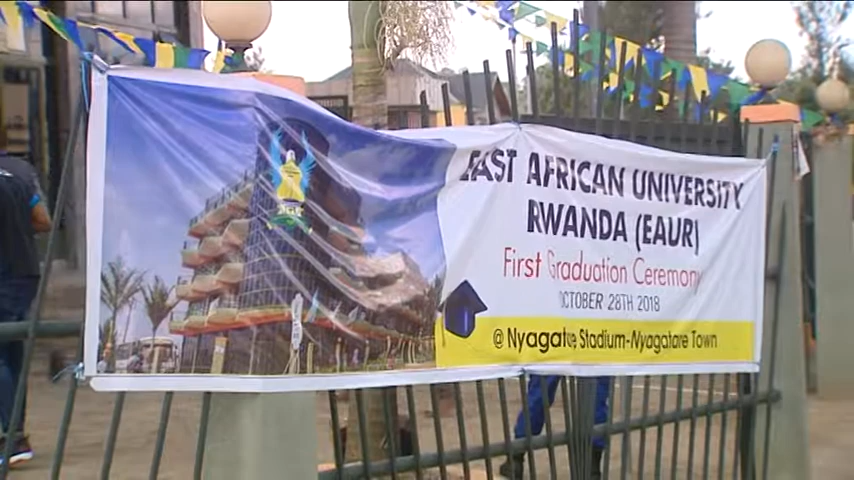 EAST AFRICAN UNIVERSITY
RWANDA (EAUR)
First Graduation Ceremony
OCTOBER 28TH 2018
@ Nyagatare Stadium-Nyagatare Town